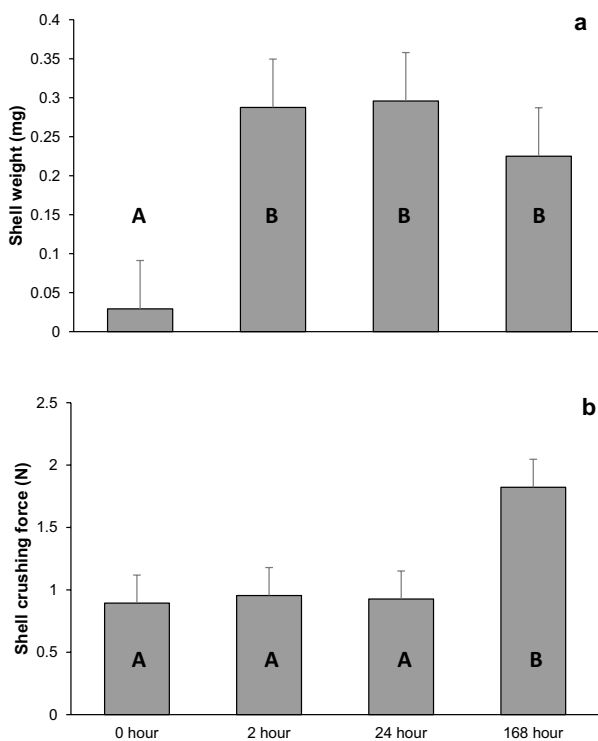 a
Shell weight (mg)
0.4
0.35
0.3
0.25
0.2
0.15
0.1
0.05
0
A
B
B
B
b
Shell crushing force (N)
2.5
2
1.5
1
0.5
0
A
A
A
B
0 hour
2 hour
24 hour
168 hour